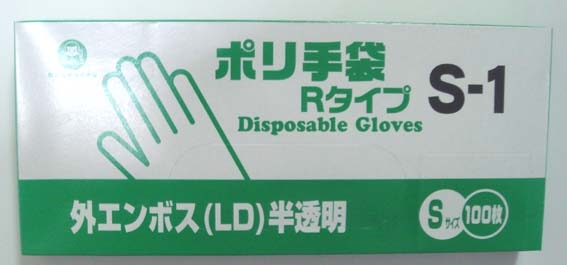 ポリ手袋
Rタイプ
S-1
Disposable Gloves
外エンボス(LD)半透明
Sサイズ 100枚